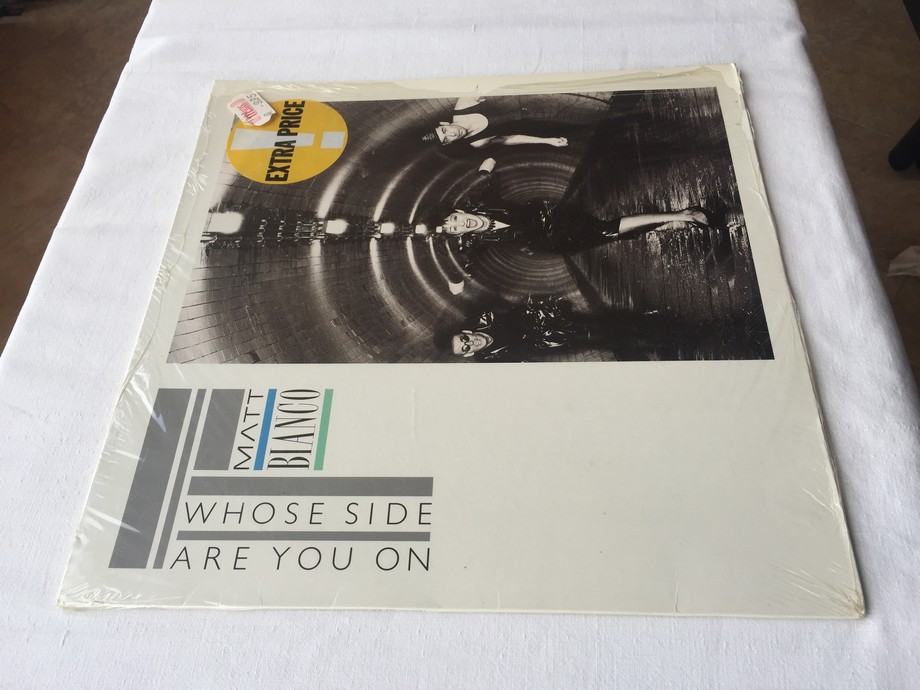 EXTRA PRICE
MATT
BIANCO
WHOSE SIDE
ARE YOU ON